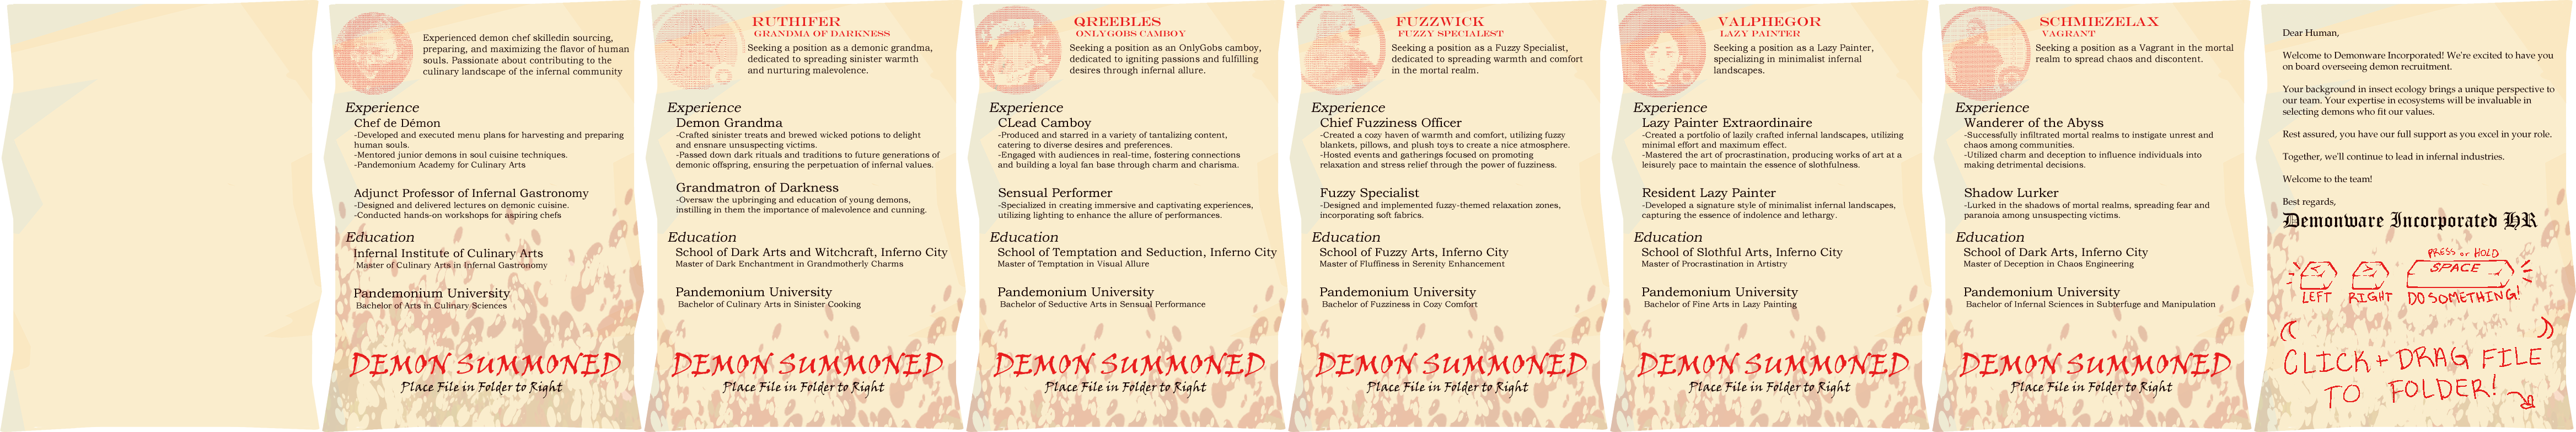 Experienced demon chef skilledin sourcing,
preparing, and maximizing the flavor of human
souls. Passionate about contributing to the
culinary landscape of the infernal community
Experience
Chef de Démon
-Developed and executed menu plans for harvesting and preparing
human souls.
-Mentored junior demons in soul cuisine techniques.
-Pandemonium Academy for Culinary Arts
Adjunct Professor of Infernal Gastronomy
-Designed and delivered lectures on demonic cuisine.
-Conducted hands-on workshops for aspiring chefs
Education
Infernal Institute of Culinary Arts
Master of Culinary Arts in Infernal Gastronomy
Pandemonium University
Bachelor of Arts in Culinary Sciences
DEMON SUMMONED
Place File in Folder to Right
RUTHIFER
GRANDMA OF DARKNESS
Seeking a position as a demonic grandma,
dedicated to spreading sinister warmth
and nurturing malevolence.
Experience
Demon Grandma
-Crafted sinister treats and brewed wicked potions to delight
and ensnare unsuspecting victims.
-Passed down dark rituals and traditions to future generations of
demonic offspring, ensuring the perpetuation of infernal values.
Grandmatron of Darkness
-Oversaw the upbringing and education of young demons,
instilling in them the importance of malevolence and cunning.
Education
School of Dark Arts and Witchcraft, Inferno City
Master of Dark Enchantment in Grandmotherly Charms
Pandemonium University
Bachelor of Culinary Arts in Sinister Cooking
DEMON SUMMONED
Place File in Folder to Right
QREEBLES
ONLYGOBS CAMBOY
Seeking a position as an OnlyGobs camboy,
dedicated to igniting passions and fulfilling
desires through infernal allure.
Experience
CLead Camboy
-Produced and starred in a variety of tantalizing content,
catering to diverse desires and preferences.
-Engaged with audiences in real-time, fostering connections
and building a loyal fan base through charm and charisma.
Sensual Performer
-Specialized in creating immersive and captivating experiences,
utilizing lighting to enhance the allure of performances.
Education
School of Temptation and Seduction, Inferno City
Master of Temptation in Visual Allure
Pandemonium University
Bachelor of Seductive Arts in Sensual Performance
DEMON SUMMONED
Place File in Folder to Right
FUZZWICK
FUZZY SPECIALEST
Seeking a position as a Fuzzy Specialist,
dedicated to spreading warmth and comfort
in the mortal realm.
Experience
Chief Fuzziness Officer
-Created a cozy haven of warmth and comfort, utilizing fuzzy
blankets, pillows, and plush toys to create a nice atmosphere.
-Hosted events and gatherings focused on promoting
relaxation and stress relief through the power of fuzziness.
Fuzzy Specialist
-Designed and implemented fuzzy-themed relaxation zones,
incorporating soft fabrics.
Education
School of Fuzzy Arts, Inferno City
Master of Fluffiness in Serenity Enhancement
Pandemonium University
Bachelor of Fuzziness in Cozy Comfort
DEMON SUMMONED
Place File in Folder to Right
VALPHEGOR
LAZY PAINTER
Seeking a position as a Lazy Painter,
specializing in minimalist infernal
landscapes.
Experience
Lazy Painter Extraordinaire
-Created a portfolio of lazily crafted infernal landscapes, utilizing
minimal effort and maximum effect.
-Mastered the art of procrastination, producing works of art at a
leisurely pace to maintain the essence of slothfulness.
Resident Lazy Painter
-Developed a signature style of minimalist infernal landscapes,
capturing the essence of indolence and lethargy.
Education
School of Slothful Arts, Inferno City
Master of Procrastination in Artistry
Pandemonium University
Bachelor of Fine Arts in Lazy Painting
DEMON SUMMONED
Place File in Folder to Right
SCHMIEZELAX
VAGRANT
Seeking a position as a Vagrant in the mortal
realm to spread chaos and discontent.
Experience
Wanderer of the Abyss
-Successfully infiltrated mortal realms to instigate unrest and
chaos among communities.
-Utilized charm and deception to influence individuals into
making detrimental decisions.
Shadow Lurker
-Lurked in the shadows of mortal realms, spreading fear and
paranoia among unsuspecting victims.
Education
School of Dark Arts, Inferno City
Master of Deception in Chaos Engineering
Pandemonium University
Bachelor of Infernal Sciences in Subterfuge and Manipulation
DEMON SUMMONED
Place File in Folder to Right
Dear Human,
Welcome to Demonware Incorporated! We're excited to have you
on board overseeing demon recruitment.
Your background in insect ecology brings a unique perspective to
our team. Your expertise in ecosystems will be invaluable in
selecting demons who fit our values.
Rest assured, you have our full support as you excel in your role.
Together, we'll continue to lead in infernal industries.
Welcome to the team!
Best regards,
Demonware Incorporated HR
PRESS or HOLD
< > SPACE
LEFT RIGHT DO SOMETHING!
CLICK + DRAG FILE
TO FOLDER!